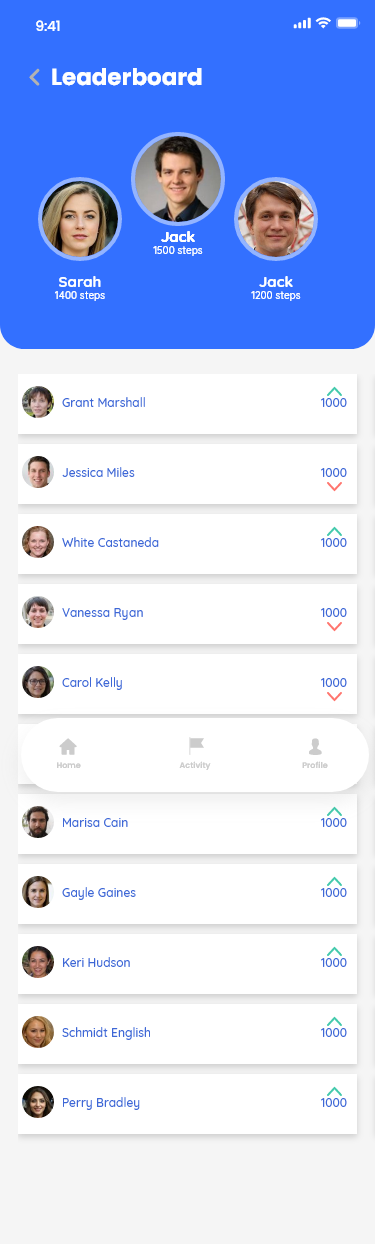 9:41
Leaderboard
Jack
1500 steps
Sarah
1400 steps
Jack
1200 steps
Grant Marshall
1000
Jessica Miles
1000
White Castaneda
1000
Vanessa Ryan
1000
Carol Kelly
1000
Home
Activity
Profile
Marisa Cain
1000
Gayle Gaines
1000
Keri Hudson
1000
Schmidt English
1000
Perry Bradley
1000